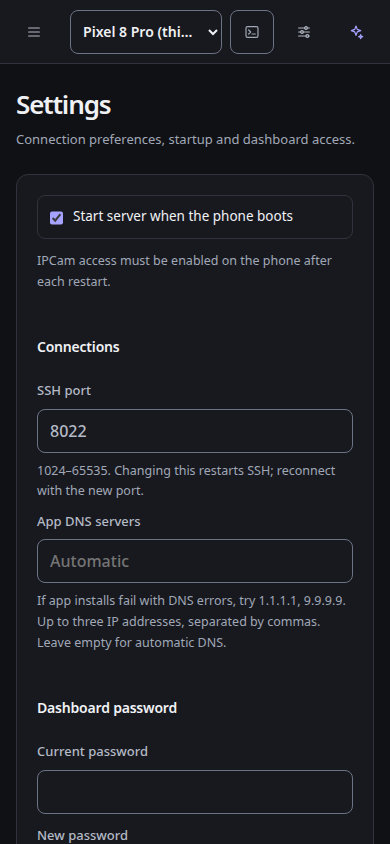 Pixel 8 Pro (thi...
Settings
Connection preferences, startup and dashboard access.
Start server when the phone boots
IPCam access must be enabled on the phone after
each restart.
Connections
SSH port
8022
1024–65535. Changing this restarts SSH; reconnect
with the new port.
App DNS servers
Automatic
If app installs fail with DNS errors, try 1.1.1.1, 9.9.9.9.
Up to three IP addresses, separated by commas.
Leave empty for automatic DNS.
Dashboard password
Current password
New password